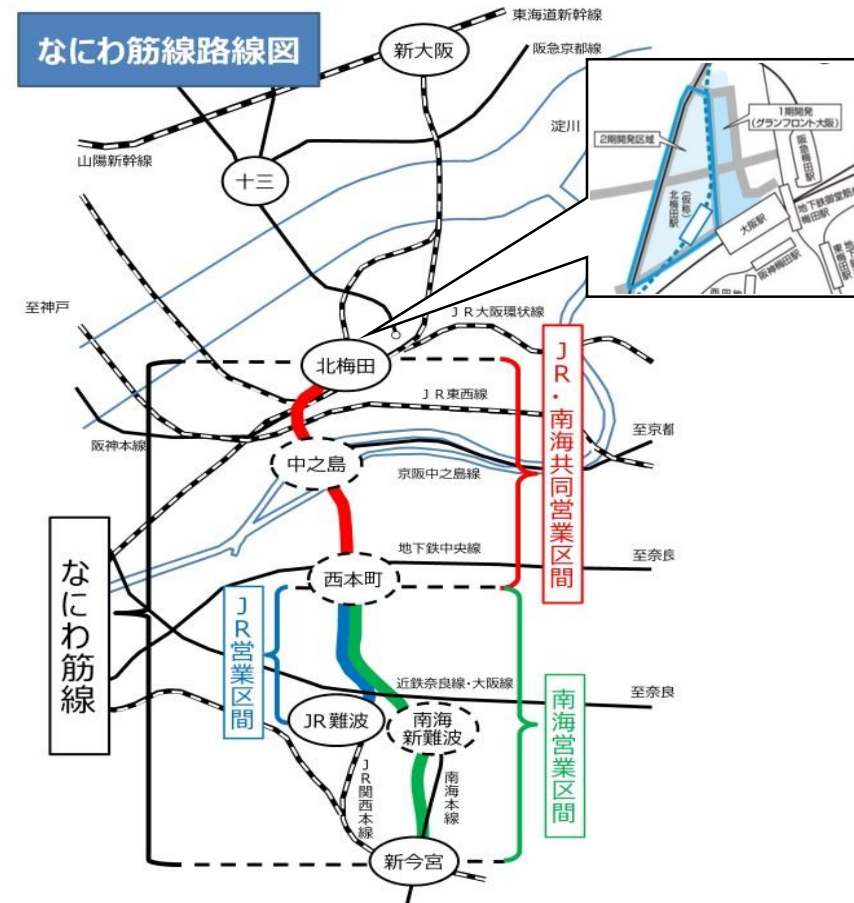 なにわ筋線路線図
東海道新幹線
新大阪
阪急京都線
淀川
山陽新幹線
十三
1期開発
(グランフロント大阪)
2期開発区域
阪急梅田駅
北梅田駅
(仮称)
大阪駅
地下鉄御堂筋線
梅田駅
阪神梅田駅
東梅田駅
至神戸
JR大阪環状線
北梅田
JR東西線
阪神本線
至京都
中之島
京阪中之島線
JR・南海共同営業区間
地下鉄中央線
至奈良
西本町
なにわ筋線
JR営業区間
近鉄奈良線・大阪線
至奈良
JR難波
南海
新難波
南海営業区間
JR関西本線
南海本線
新今宮